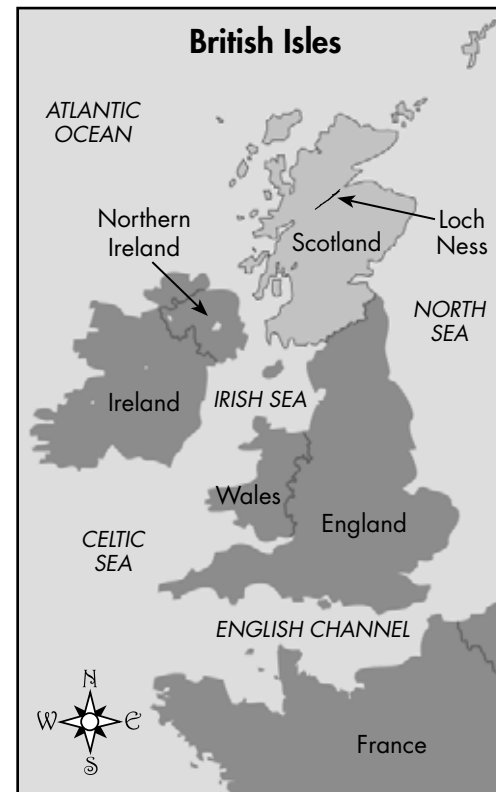 British Isles
ATLANTIC
OCEAN
Northern
Ireland
Loch
Ness
Scotland
NORTH
SEA
Ireland
IRISH SEA
Wales
England
CELTIC
SEA
ENGLISH CHANNEL
N
W
E
S
France